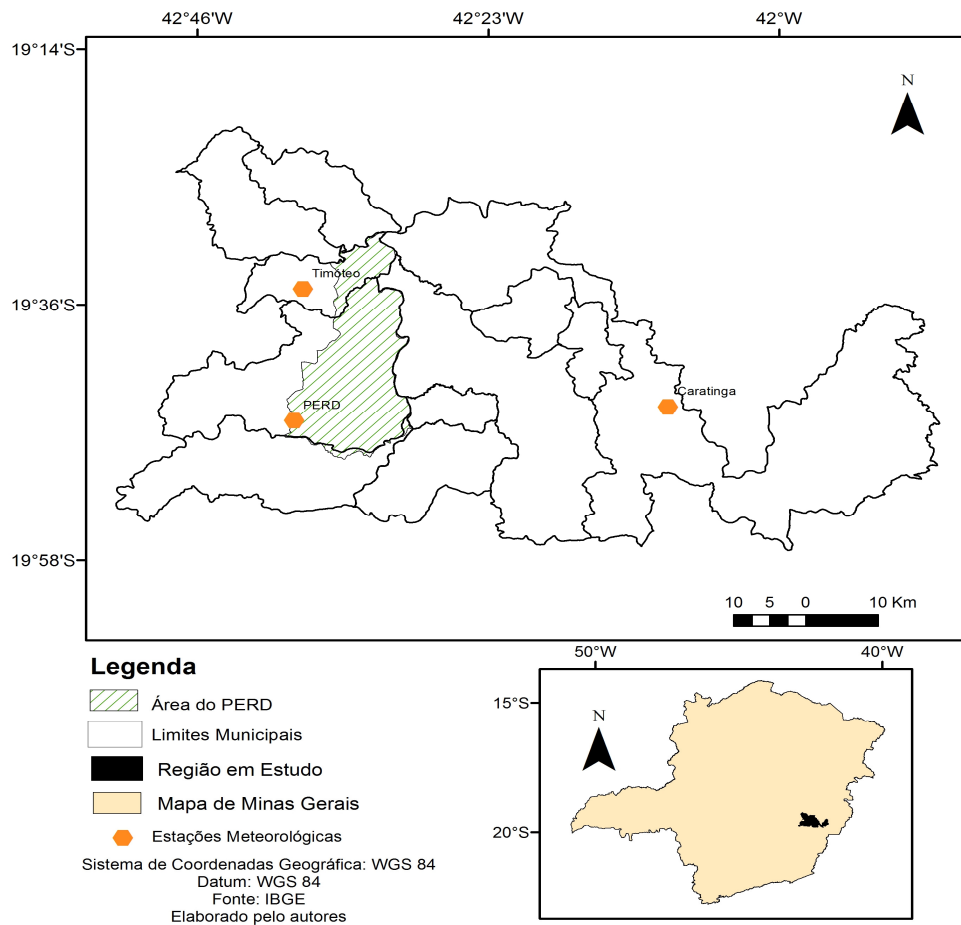 42°46'W
42°23'W
42°W
19°14'S
N
Timóteo
19°36'S
Caratinga
PERD
19°58'S
10 5 0 10 Km
Legenda
Área do PERD
Limites Municipais
Região em Estudo
Mapa de Minas Gerais
Estações Meteorológicas
Sistema de Coordenadas Geográfica: WGS 84
Datum: WGS 84
Fonte: IBGE
Elaborado pelo autores
50°W
40°W
15°S
N
20°S